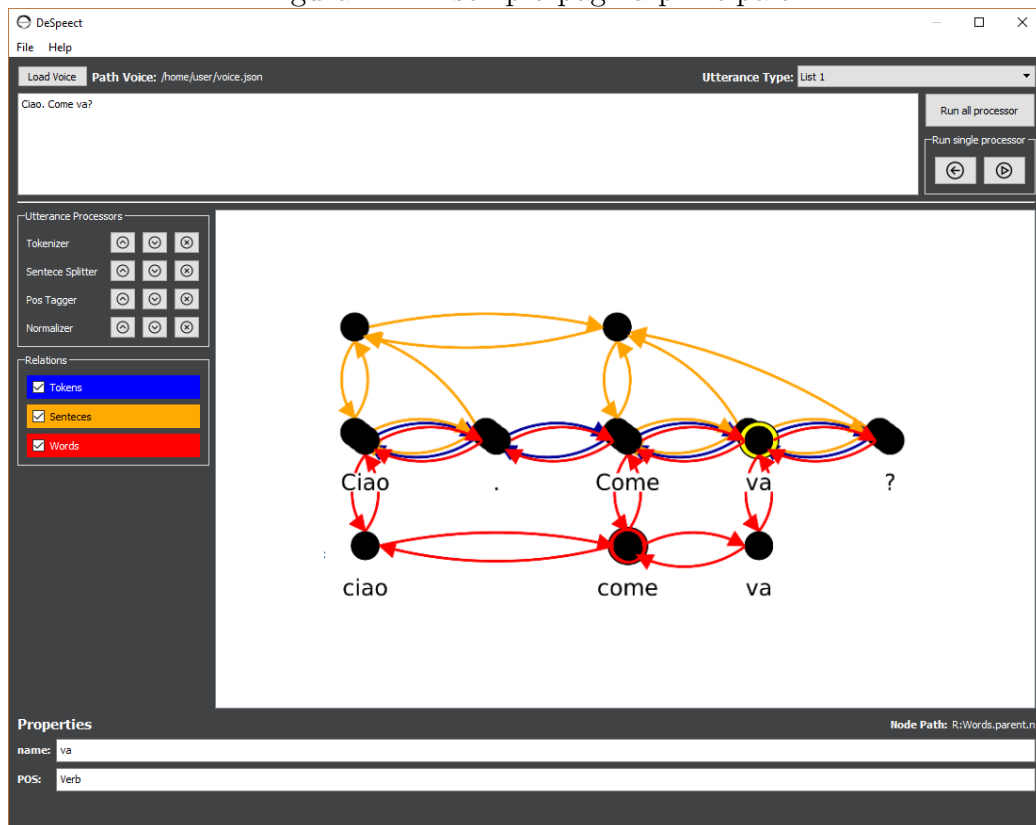 DeSpeect
File Help
Load Voice Path Voice: /home/user/voice.json Utterance Type: List 1
Ciao. Come va?
Run all processor
Run single processor
Utterance Processors
Tokenizer
Sentece Splitter
Pos Tagger
Normalizer
Relations
Tokens
Senteces
Words
Ciao . Come va ?
ciao come va
Properties Node Path: R:Words.parent.n
name: va
POS: Verb